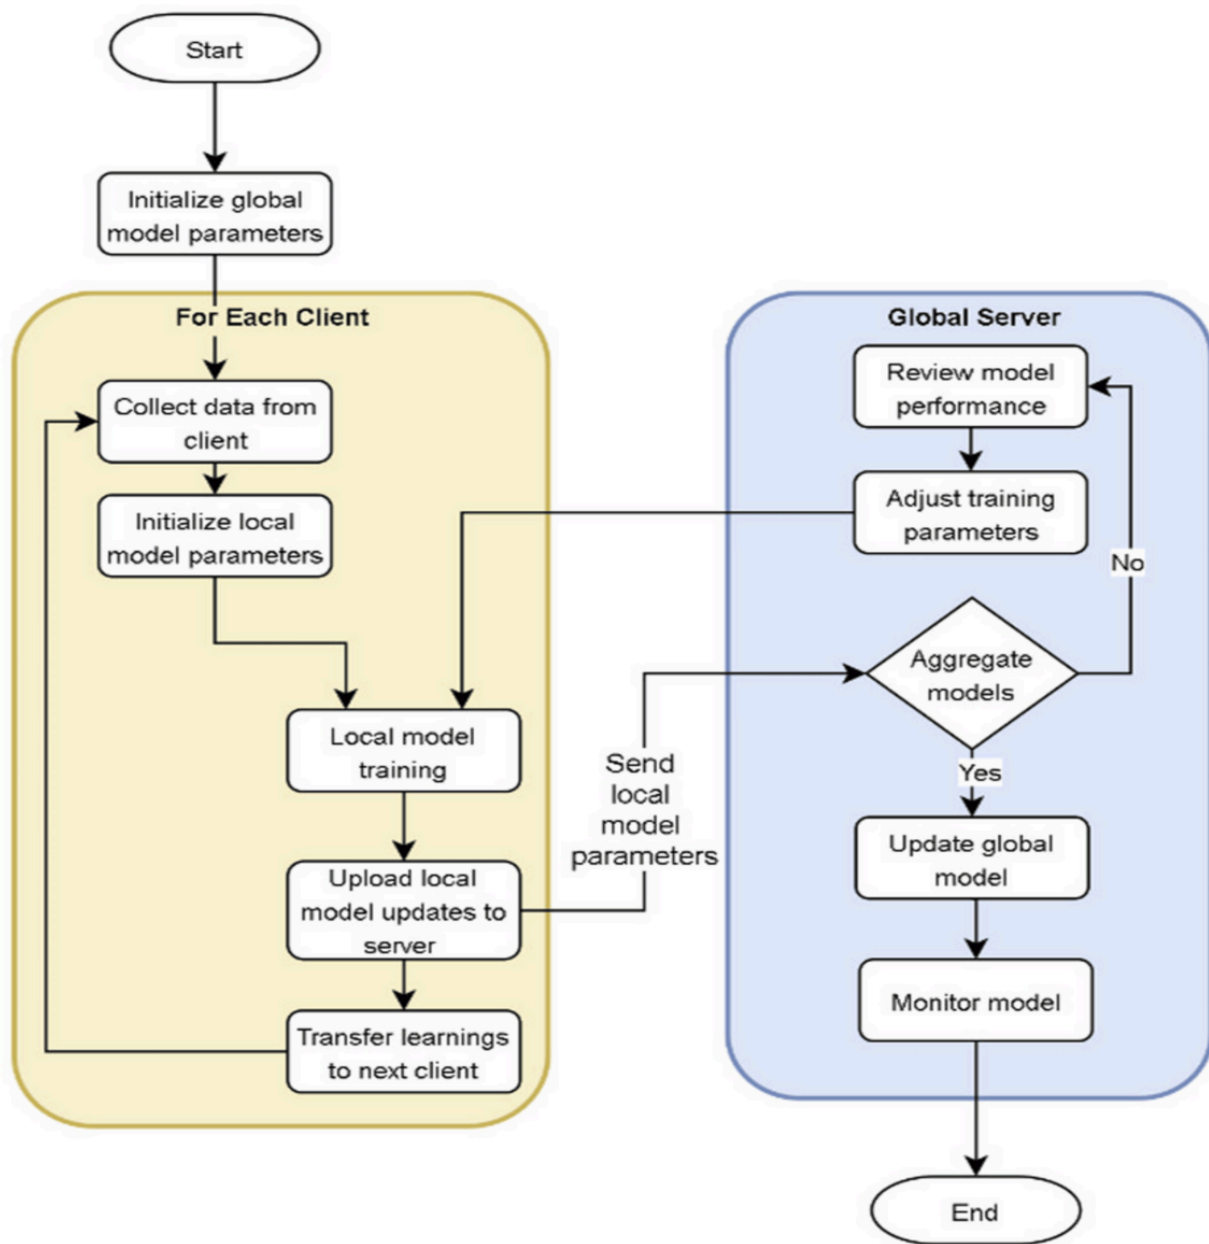 Start
Initialize global
model parameters
For Each Client
Collect data from
client
Initialize local
model parameters
Local model
training
Upload local
model updates to
server
Transfer learnings
to next client
Send
local
model
parameters
Global Server
Review model
performance
Adjust training
parameters
No
Aggregate
models
Yes
Update global
model
Monitor model
End